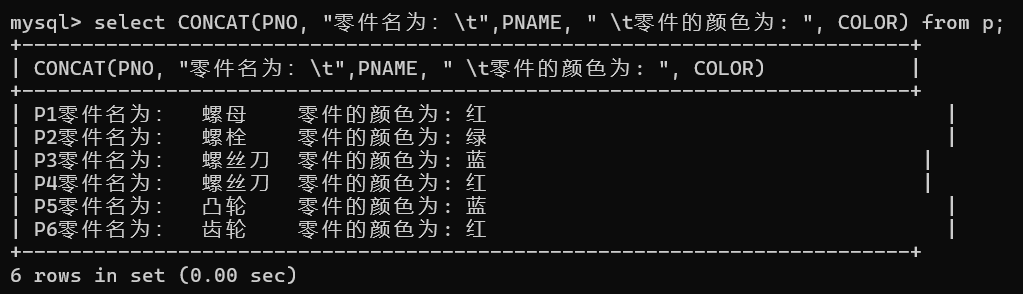 mysql> select CONCAT(PNO, "零件名为: \t",PNAME, " \t零件的颜色为: ", COLOR) from p;
+--------------------------------------------------------------------------+
| CONCAT(PNO, "零件名为: \t",PNAME, " \t零件的颜色为: ", COLOR)            |
+--------------------------------------------------------------------------+
| P1零件名为:   螺母    零件的颜色为: 红                                      |
| P2零件名为:   螺栓    零件的颜色为: 绿                                      |
| P3零件名为:   螺丝刀  零件的颜色为: 蓝                                    |
| P4零件名为:   螺丝刀  零件的颜色为: 红                                    |
| P5零件名为:   凸轮    零件的颜色为: 蓝                                      |
| P6零件名为:   齿轮    零件的颜色为: 红                                      |
+--------------------------------------------------------------------------+
6 rows in set (0.00 sec)